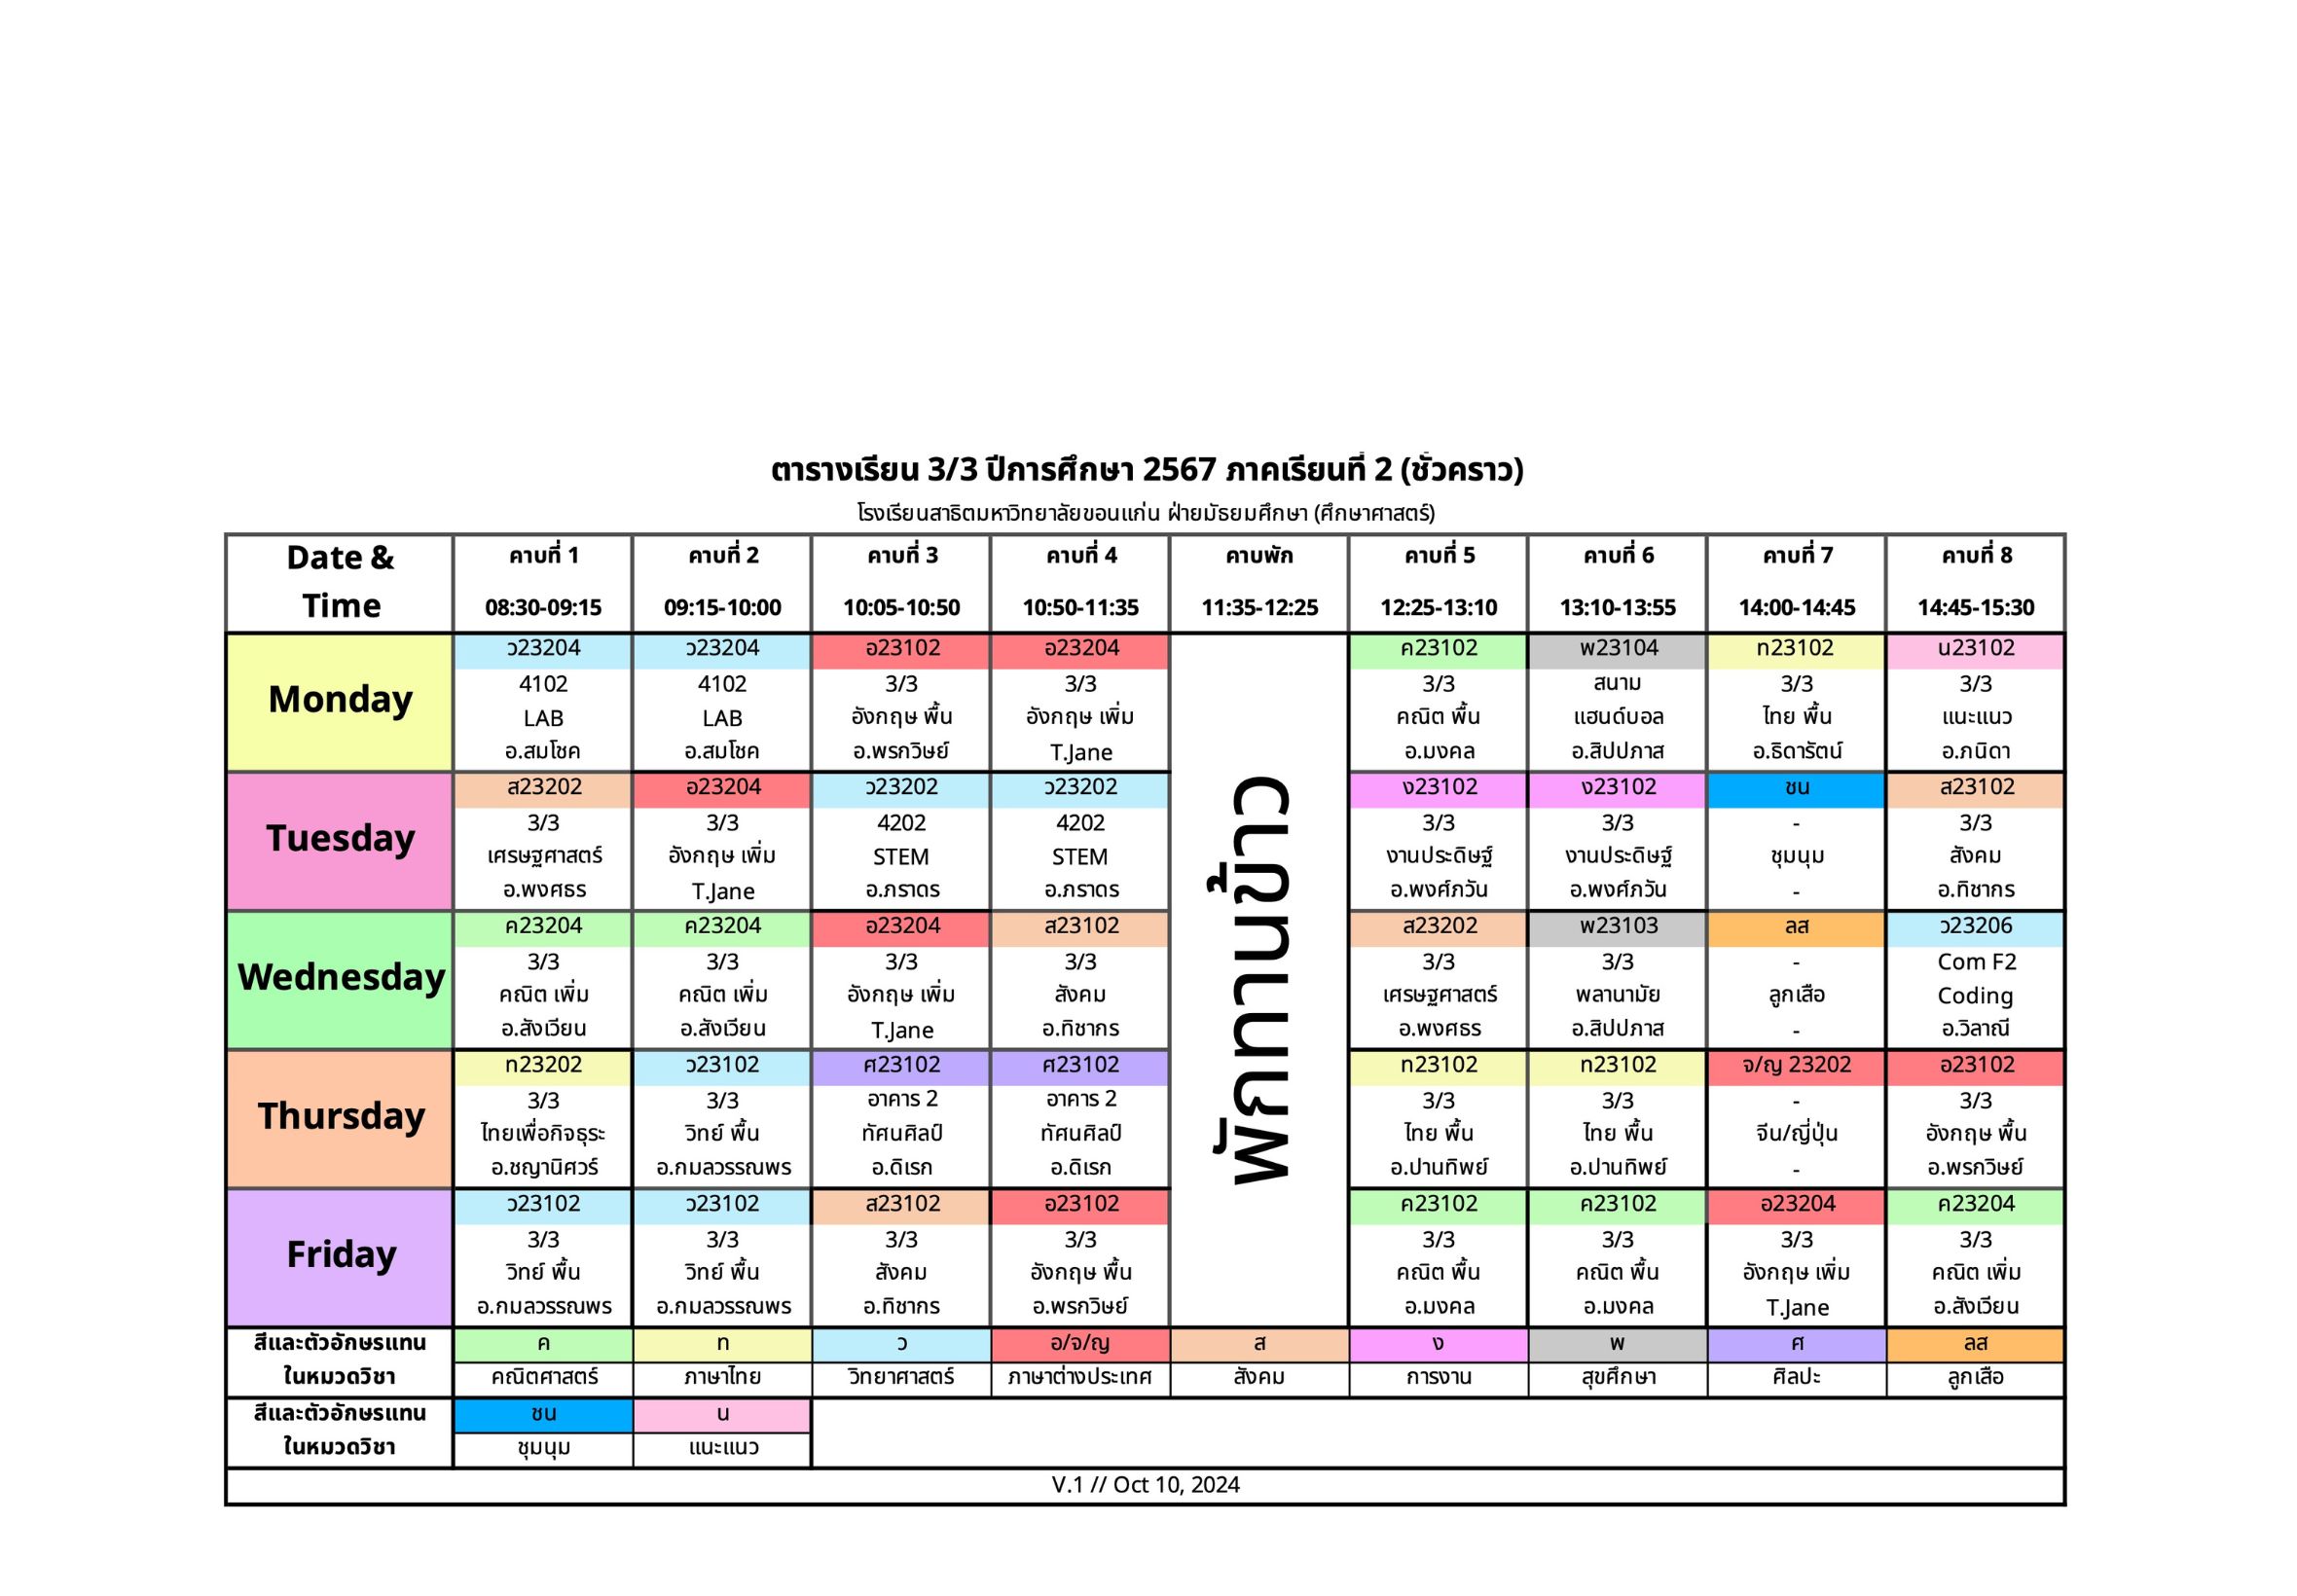 ตารางเรียน 3/3 ปีการศึกษา 2567 ภาคเรียนที่ 2 (ชั่วคราว)
โรงเรียนสาธิตมหาวิทยาลัยขอนแก่น ฝ่ายมัธยมศึกษา (ศึกษาศาสตร์)
Date & คาบที่ 1 คาบที่ 2 คาบที่ 3 คาบที่ 4 คาบพัก คาบที่ 5 คาบที่ 6 คาบที่ 7 คาบที่ 8
Time 08:30-09:15 09:15-10:00 10:05-10:50 10:50-11:35 11:35-12:25 12:25-13:10 13:10-13:55 14:00-14:45 14:45-15:30
พักทานข้าว
Monday
ว23204 ว23204 อ23102 อ23204 ค23102 พ23104 ท23102 น23102
4102 4102 3/3 3/3 3/3 สนาม 3/3 3/3
LAB LAB อังกฤษ พื้น อังกฤษ เพิ่ม คณิต พื้น แฮนด์บอล ไทย พื้น แนะแนว
อ.สมโชค อ.สมโชค อ.พรกวิษย์ T.Jane อ.มงคล อ.สิปปภาส อ.ธิดารัตน์ อ.ภนิดา
Tuesday
ส23202 อ23204 ว23202 ว23202 ง23102 ง23102 ชน ส23102
3/3 3/3 4202 4202 3/3 3/3 - 3/3
เศรษฐศาสตร์ อังกฤษ เพิ่ม STEM STEM งานประดิษฐ์ งานประดิษฐ์ ชุมนุม สังคม
อ.พงศธร T.Jane อ.ภราดร อ.ภราดร อ.พงศ์ภวัน อ.พงศ์ภวัน - อ.ทิชากร
Wednesday
ค23204 ค23204 อ23204 ส23102 ส23202 พ23103 ลส ว23206
3/3 3/3 3/3 3/3 3/3 3/3 - Com F2
คณิต เพิ่ม คณิต เพิ่ม อังกฤษ เพิ่ม สังคม เศรษฐศาสตร์ พลานามัย ลูกเสือ Coding
อ.สังเวียน อ.สังเวียน T.Jane อ.ทิชากร อ.พงศธร อ.สิปปภาส - อ.วิลาณี
Thursday
ท23202 ว23102 ศ23102 ศ23102 ท23102 ท23102 จ/ญ 23202 อ23102
3/3 3/3 อาคาร 2 อาคาร 2 3/3 3/3 - 3/3
ไทยเพื่อกิจธุระ วิทย์ พื้น ทัศนศิลป์ ทัศนศิลป์ ไทย พื้น ไทย พื้น จีน/ญี่ปุ่น อังกฤษ พื้น
อ.ชญานิศวร์ อ.กมลวรรณพร อ.ดิเรก อ.ดิเรก อ.ปานทิพย์ อ.ปานทิพย์ - อ.พรกวิษย์
Friday
ว23102 ว23102 ส23102 อ23102 ค23102 ค23102 อ23204 ค23204
3/3 3/3 3/3 3/3 3/3 3/3 3/3 3/3
วิทย์ พื้น วิทย์ พื้น สังคม อังกฤษ พื้น คณิต พื้น คณิต พื้น อังกฤษ เพิ่ม คณิต เพิ่ม
อ.กมลวรรณพร อ.กมลวรรณพร อ.ทิชากร อ.พรกวิษย์ อ.มงคล อ.มงคล T.Jane อ.สังเวียน
สีและตัวอักษรแทน ค ท ว อ/จ/ญ ส ง พ ศ ลส
ในหมวดวิชา คณิตศาสตร์ ภาษาไทย วิทยาศาสตร์ ภาษาต่างประเทศ สังคม การงาน สุขศึกษา ศิลปะ ลูกเสือ
สีและตัวอักษรแทน ชน น
ในหมวดวิชา ชุมนุม แนะแนว
V.1 // Oct 10, 2024